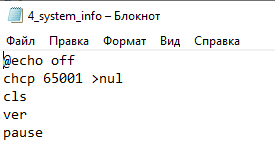 4_system_info – Блокнот
Файл Правка Формат Вид Справка
@echo off
chcp 65001 >nul
cls
ver
pause